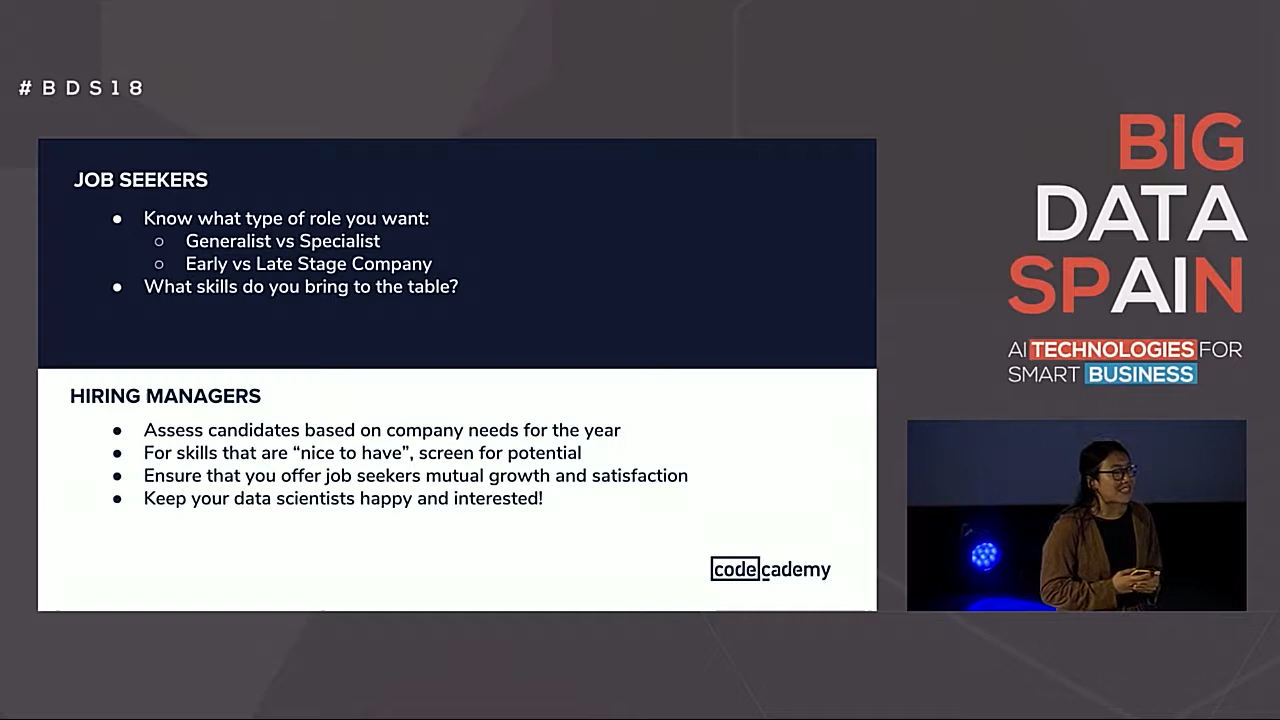 #BDS18
JOB SEEKERS
● Know what type of role you want:
○ Generalist vs Specialist
○ Early vs Late Stage Company
● What skills do you bring to the table?
HIRING MANAGERS
● Assess candidates based on company needs for the year
● For skills that are “nice to have”, screen for potential
● Ensure that you offer job seekers mutual growth and satisfaction
● Keep your data scientists happy and interested!
codecademy
BIG
DATA
SPAIN
AI TECHNOLOGIES FOR
SMART BUSINESS